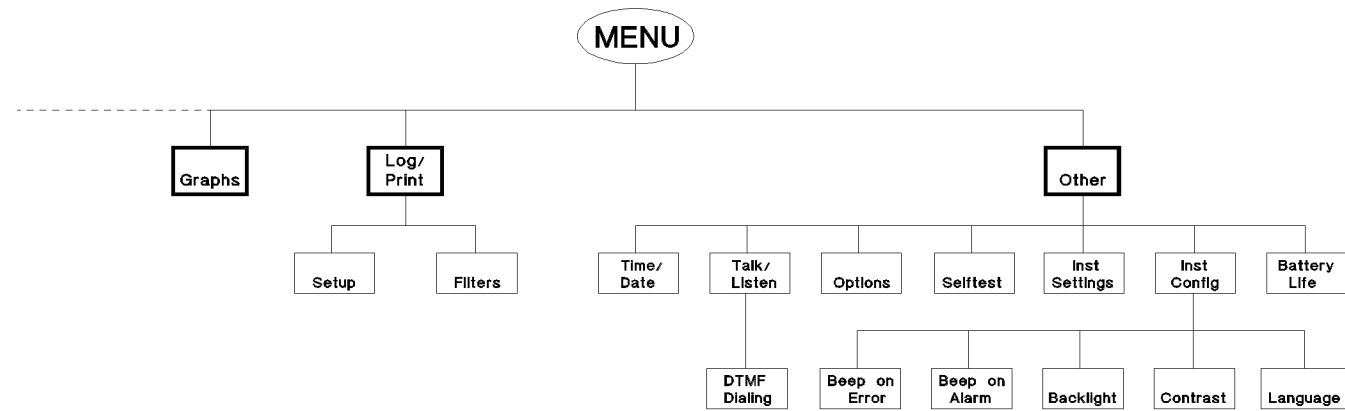 MENU
Graphs
Log/
Print
Other
Setup
Filters
Time/
Date
Talk/
Listen
Options
Selftest
Inst
Settings
Inst
Config
Battery
Life
DTMF
Dialing
Beep on
Error
Beep on
Alarm
Backlight
Contrast
Language